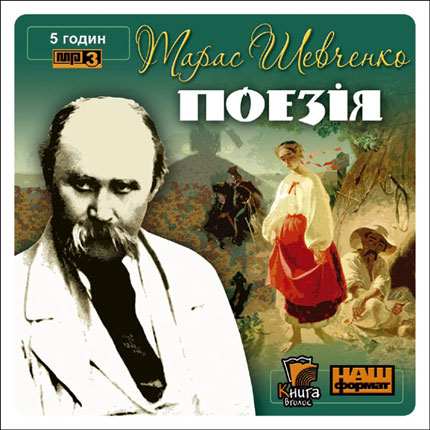 5 годин
mp3
Тарас Шевченко
ПОЕЗІЯ
Книга
Вголос
НАШ
формат